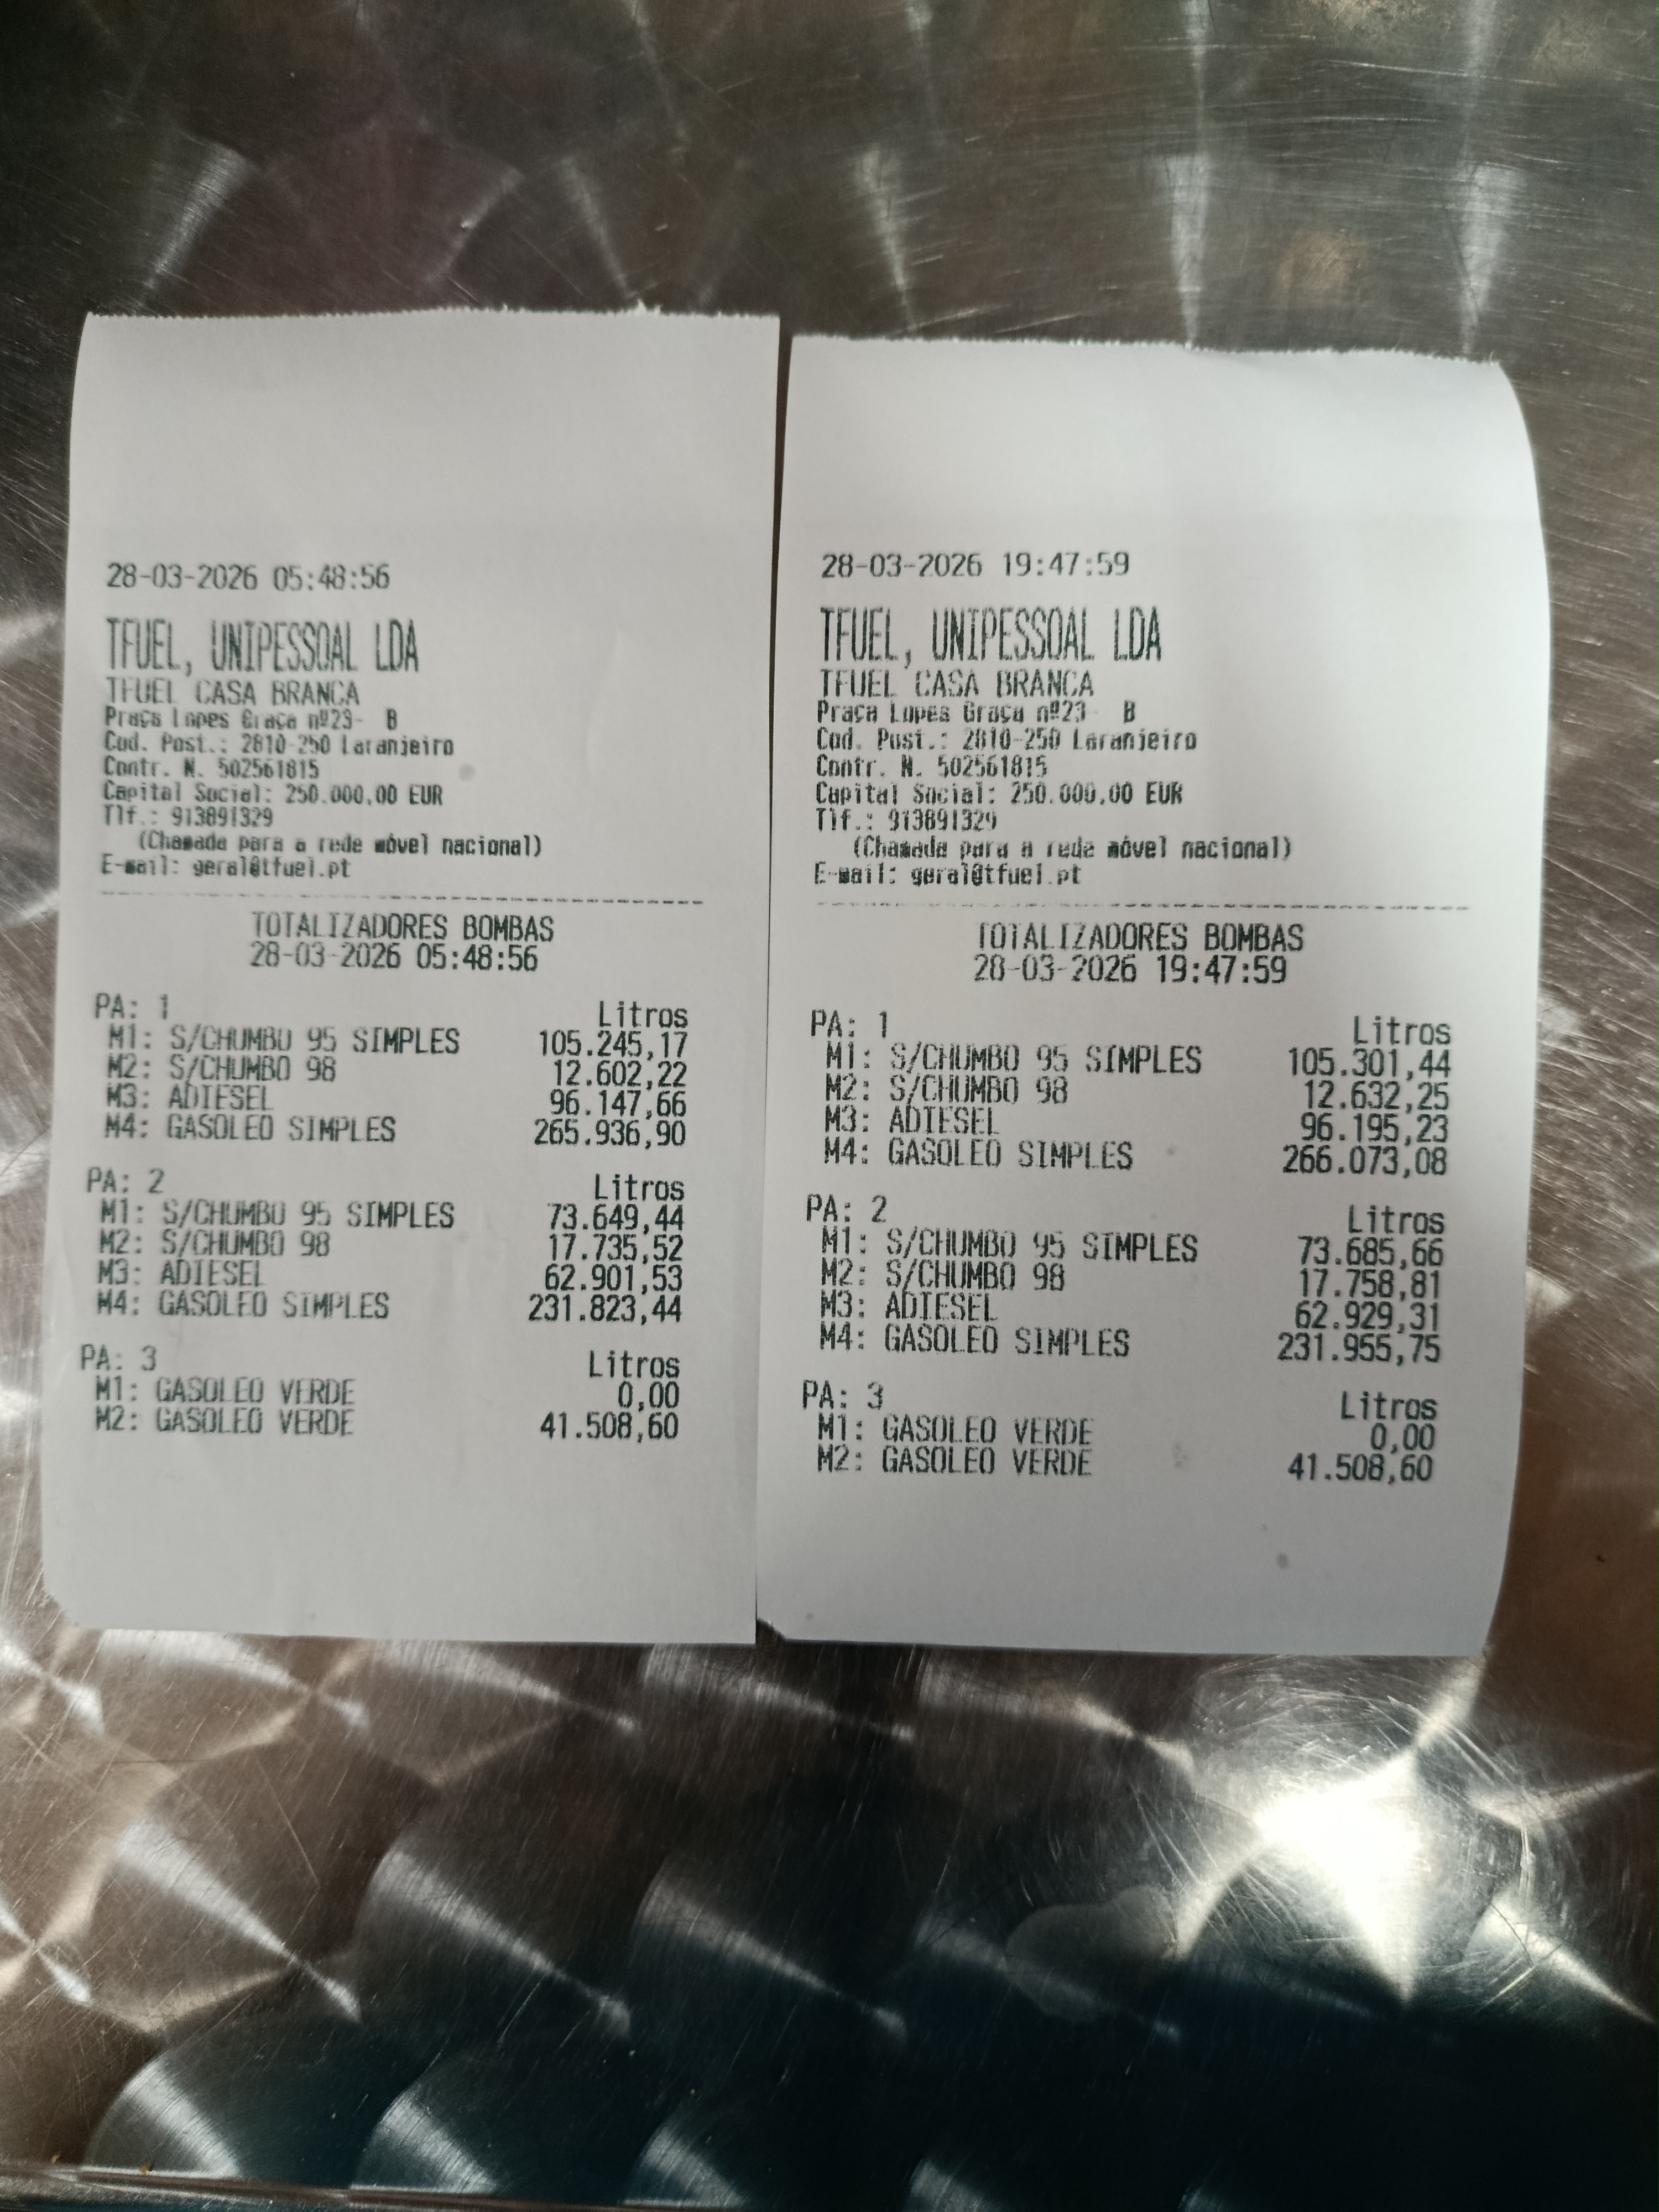 28-03-2026 05:48:56
TFUEL, UNIPESSOAL LDA
TFUEL CASA BRANCA
Praça Lopes Graça nº23- B
Cod. Post.: 2810-250 Laranjeiro
Contr. N. 502561815
Capital Social: 250.000,00 EUR
Tlf.: 913891329
(Chamada para a rede móvel nacional)
E-mail: geral@tfuel.pt
TOTALIZADORES BOMBAS
28-03-2026 05:48:56
PA: 1 Litros
M1: S/CHUMBO 95 SIMPLES 105.245,17
M2: S/CHUMBO 98 12.602,22
M3: ADIESEL 96.147,66
M4: GASOLEO SIMPLES 265.936,90
PA: 2 Litros
M1: S/CHUMBO 95 SIMPLES 73.649,44
M2: S/CHUMBO 98 17.735,52
M3: ADIESEL 62.901,53
M4: GASOLEO SIMPLES 231.823,44
PA: 3 Litros
M1: GASOLEO VERDE 0,00
M2: GASOLEO VERDE 41.508,60
28-03-2026 19:47:59
TFUEL, UNIPESSOAL LDA
TFUEL CASA BRANCA
Praça Lopes Graça nº23 B
Cod. Post.: 2810-250 Laranjeiro
Contr. N. 502561815
Capital Social: 250.000,00 EUR
Tlf.: 913891329
(Chamada para a rede móvel nacional)
E-mail: geral@tfuel.pt
TOTALIZADORES BOMBAS
28-03-2026 19:47:59
PA: 1 Litros
M1: S/CHUMBO 95 SIMPLES 105.301,44
M2: S/CHUMBO 98 12.632,25
M3: ADIESEL 96.195,23
M4: GASOLEO SIMPLES 266.073,08
PA: 2 Litros
M1: S/CHUMBO 95 SIMPLES 73.685,66
M2: S/CHUMBO 98 17.758,81
M3: ADIESEL 62.929,31
M4: GASOLEO SIMPLES 231.955,75
PA: 3 Litros
M1: GASOLEO VERDE 0,00
M2: GASOLEO VERDE 41.508,60